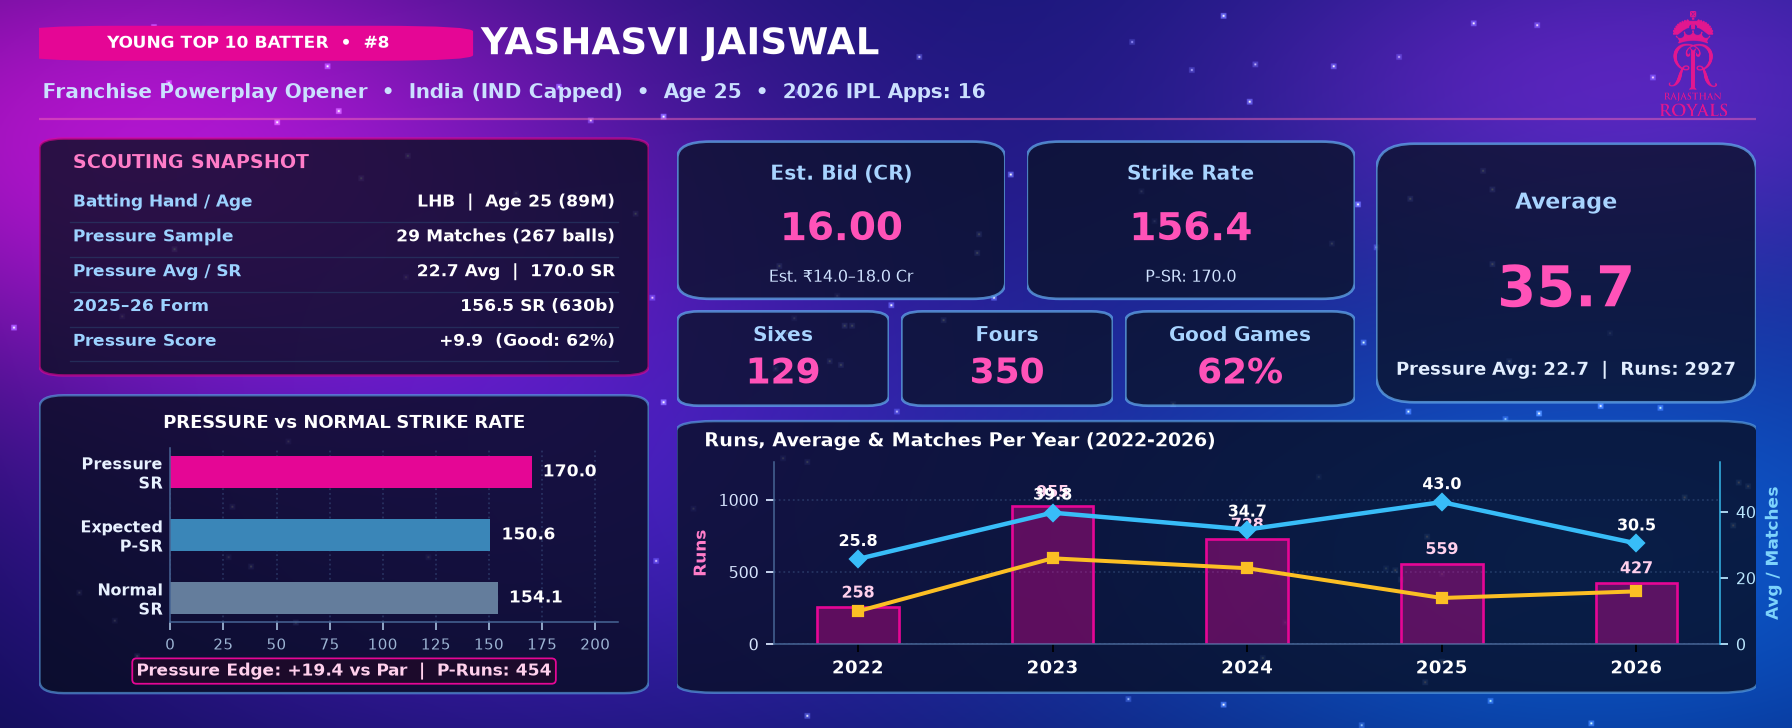 YOUNG TOP 10 BATTER • #8
YASHASVI JAISWAL
Franchise Powerplay Opener • India (IND Capped) • Age 25 • 2026 IPL Apps: 16
RAJASTHAN
ROYALS
SCOUTING SNAPSHOT
Batting Hand / Age LHB | Age 25 (89M)
Pressure Sample 29 Matches (267 balls)
Pressure Avg / SR 22.7 Avg | 170.0 SR
2025–26 Form 156.5 SR (630b)
Pressure Score +9.9 (Good: 62%)
Est. Bid (CR)
16.00
Est. ₹14.0–18.0 Cr
Strike Rate
156.4
P-SR: 170.0
Average
35.7
Pressure Avg: 22.7 | Runs: 2927
Sixes
129
Fours
350
Good Games
62%
PRESSURE vs NORMAL STRIKE RATE
Pressure
SR
170.0
Expected
P-SR
150.6
Normal
SR
154.1
0 25 50 75 100 125 150 175 200
Pressure Edge: +19.4 vs Par | P-Runs: 454
Runs, Average & Matches Per Year (2022-2026)
Runs
1000
500
0
25.8
39.8
34.7
43.0
30.5
258
728
559
427
40
20
0
Avg / Matches
2022 2023 2024 2025 2026